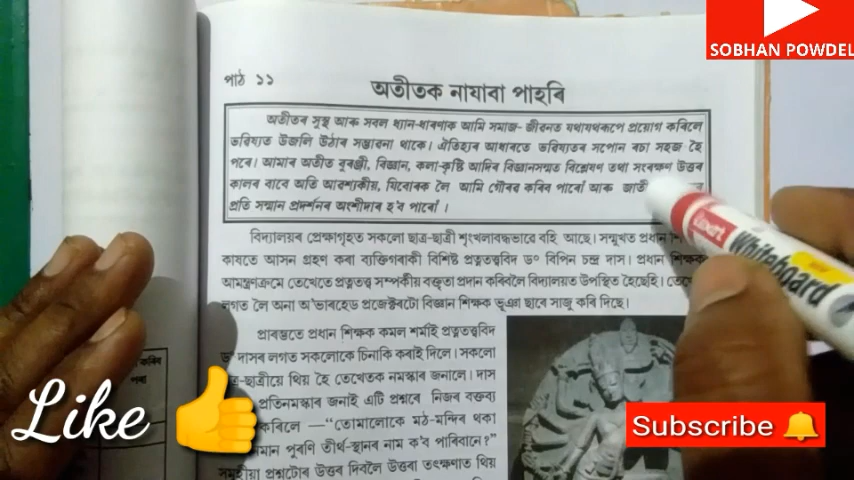 SOBHAN POWDEL
পাঠ ১১
অতীতক নাযাবা পাহৰি
অতীতৰ সুস্থ আৰু সবল ধ্যান-ধাৰণাক আমি সমাজ- জীৱনত যথাযথৰূপে প্ৰয়োগ কৰিলে
ভৱিষ্যত উজলি উঠাৰ সম্ভাৱনা থাকে। ঐতিহ্যৰ আধাৰতে ভৱিষ্যতৰ সপোন ৰচা সহজ হৈ
পৰে। আমাৰ অতীত বুৰঞ্জী, বিজ্ঞান, কলা-কৃষ্টি আদিৰ বিজ্ঞানসন্মত বিশ্লেষণ তথা সংৰক্ষণ উত্তৰ
কালৰ বাবে অতি আৱশ্যকীয়, যিবোৰক লৈ আমি গৌৰৱ কৰিব পাৰোঁ আৰু
প্ৰতি সন্মান প্ৰদৰ্শনৰ অংশীদাৰ হ'ব পাৰোঁ ।
বিদ্যালয়ৰ প্ৰেক্ষাগৃহত সকলো ছাত্ৰ-ছাত্ৰী শৃংখলাবদ্ধভাৱে বহি আছে। সন্মুখত প্ৰধান
কাষতে আসন গ্ৰহণ কৰা ব্যক্তিগৰাকী বিশিষ্ট প্ৰত্নতত্ত্ববিদ ড০ বিপিন চন্দ্ৰ দাস। প্ৰধান শিক্ষক
আমন্ত্ৰণক্ৰমে তেখেতে প্ৰত্নতত্ত্ব সম্পৰ্কীয় বক্তৃতা প্ৰদান কৰিবলৈ বিদ্যালয়ত উপস্থিত হৈছেহি।
লগত লৈ অনা অ'ভাৰহেড প্ৰজেক্টৰটো বিজ্ঞান শিক্ষক ভূঞা ছাৰে সাজু কৰি দিছে।
প্ৰাৰম্ভতে প্ৰধান শিক্ষক কমল শৰ্মাই প্ৰত্নতত্ত্ববিদ
দাসৰ লগত সকলোকে চিনাকি কৰাই দিলে। সকলো
ছাত্ৰ-ছাত্ৰীয়ে থিয় হৈ তেখেতক নমস্কাৰ জনালে। দাস
প্ৰতিনমস্কাৰ জনাই এটি প্ৰশ্নৰে নিজৰ বক্তব্য
কৰিলে —“তোমালোকে মঠ-মন্দিৰ থকা
পুৰণি তীৰ্থ-স্থানৰ নাম ক'ব পাৰিবানে?”
সমূহীয়া প্ৰশ্নটোৰ উত্তৰ দিবলৈ উত্তৰা তৎক্ষণাত থিয়
কৰিব
পৰা
Luxor
Whiteboard
Like
Subscribe